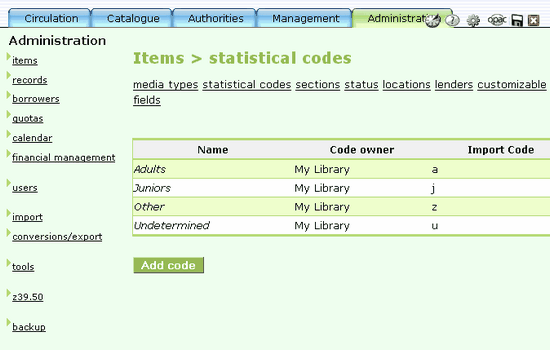 Circulation Catalogue Authorities Management Administration
opac
Administration
items
records
borrowers
quotas
calendar
financial management
users
import
conversions/export
tools
z39.50
backup
Items > statistical codes
media types statistical codes sections status locations lenders customizable
fields
Name Code owner Import Code
Adults My Library a
Juniors My Library j
Other My Library z
Undetermined My Library u
Add code